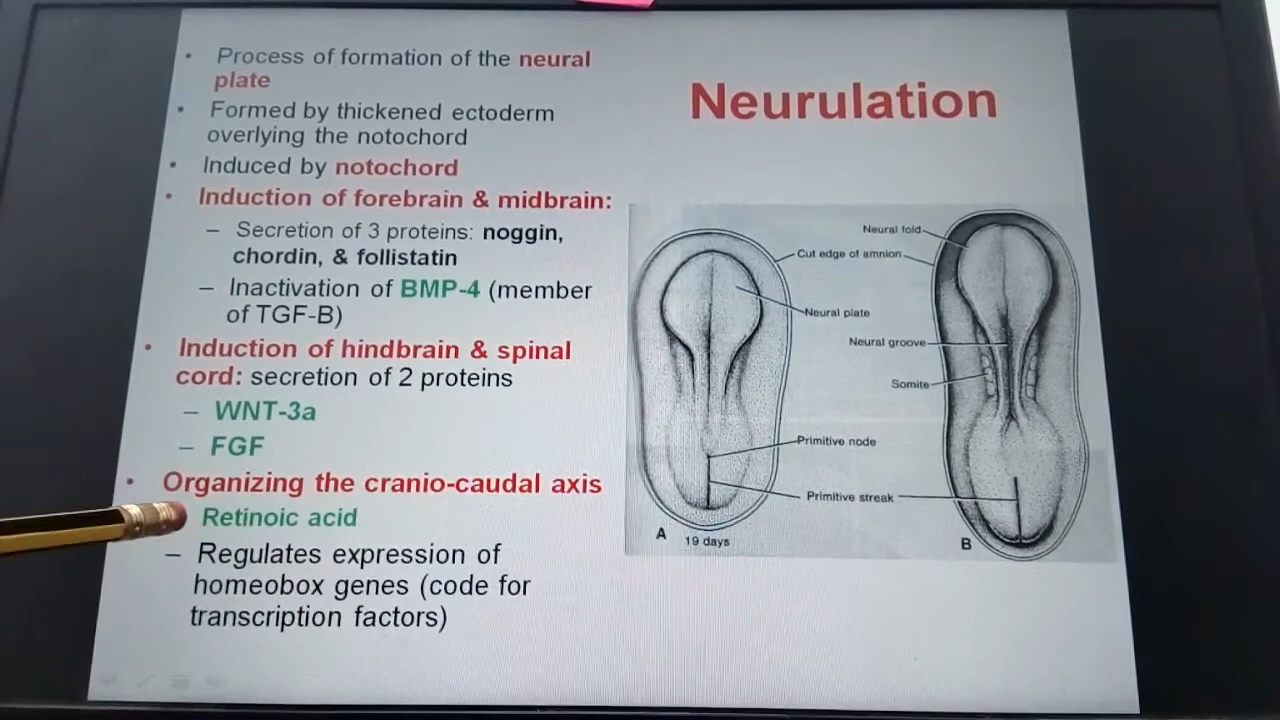 Neurulation
• Process of formation of the neural
plate
• Formed by thickened ectoderm
overlying the notochord
• Induced by notochord
• Induction of forebrain & midbrain:
– Secretion of 3 proteins: noggin,
chordin, & follistatin
– Inactivation of BMP-4 (member
of TGF-B)
• Induction of hindbrain & spinal
cord: secretion of 2 proteins
– WNT-3a
– FGF
• Organizing the cranio-caudal axis
Retinoic acid
– Regulates expression of
homeobox genes (code for
transcription factors)
Neural fold
Cut edge of amnion
Neural plate
Neural groove
Somite
Primitive node
Primitive streak
A 19 days
B